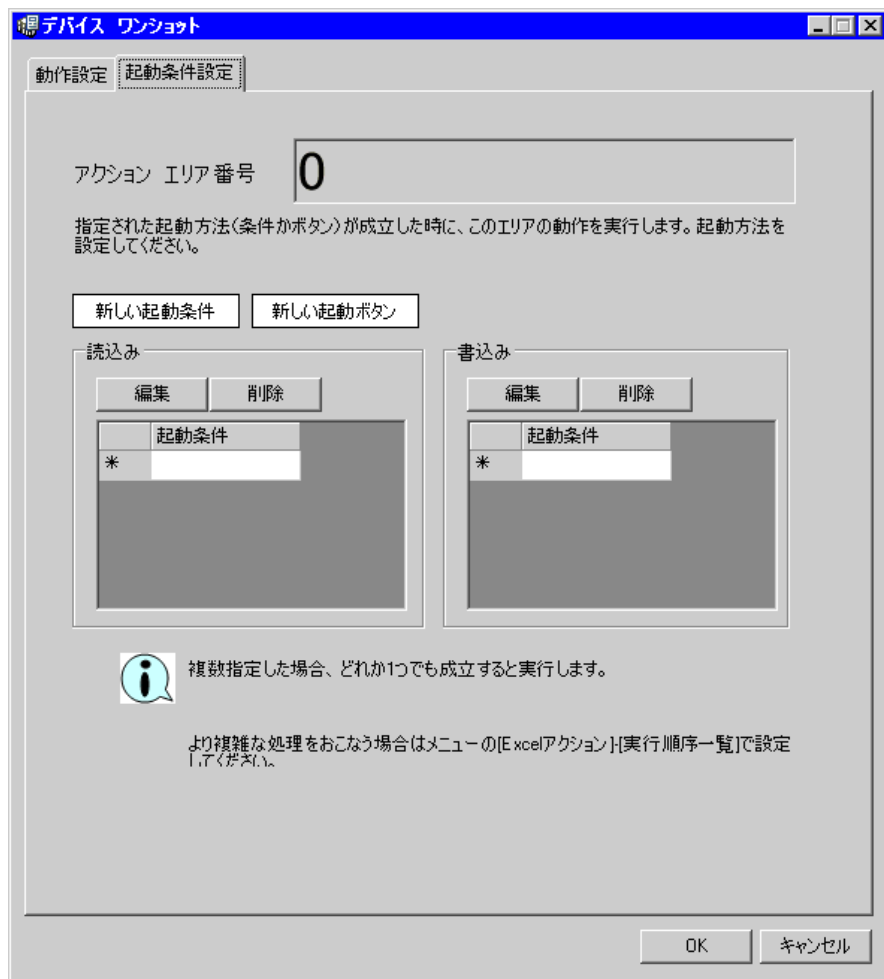 デバイス ワンショット
動作設定 起動条件設定
アクション エリア番号 0
指定された起動方法(条件かボタン)が成立した時に、このエリアの動作を実行します。起動方法を
設定してください。
新しい起動条件 新しい起動ボタン
読込み 書込み
編集 削除 編集 削除
起動条件 起動条件
* *
複数指定した場合、どれか1つでも成立すると実行します。
より複雑な処理をおこなう場合はメニューの[Excelアクション]-[実行順序一覧]で設定
してください。
OK キャンセル